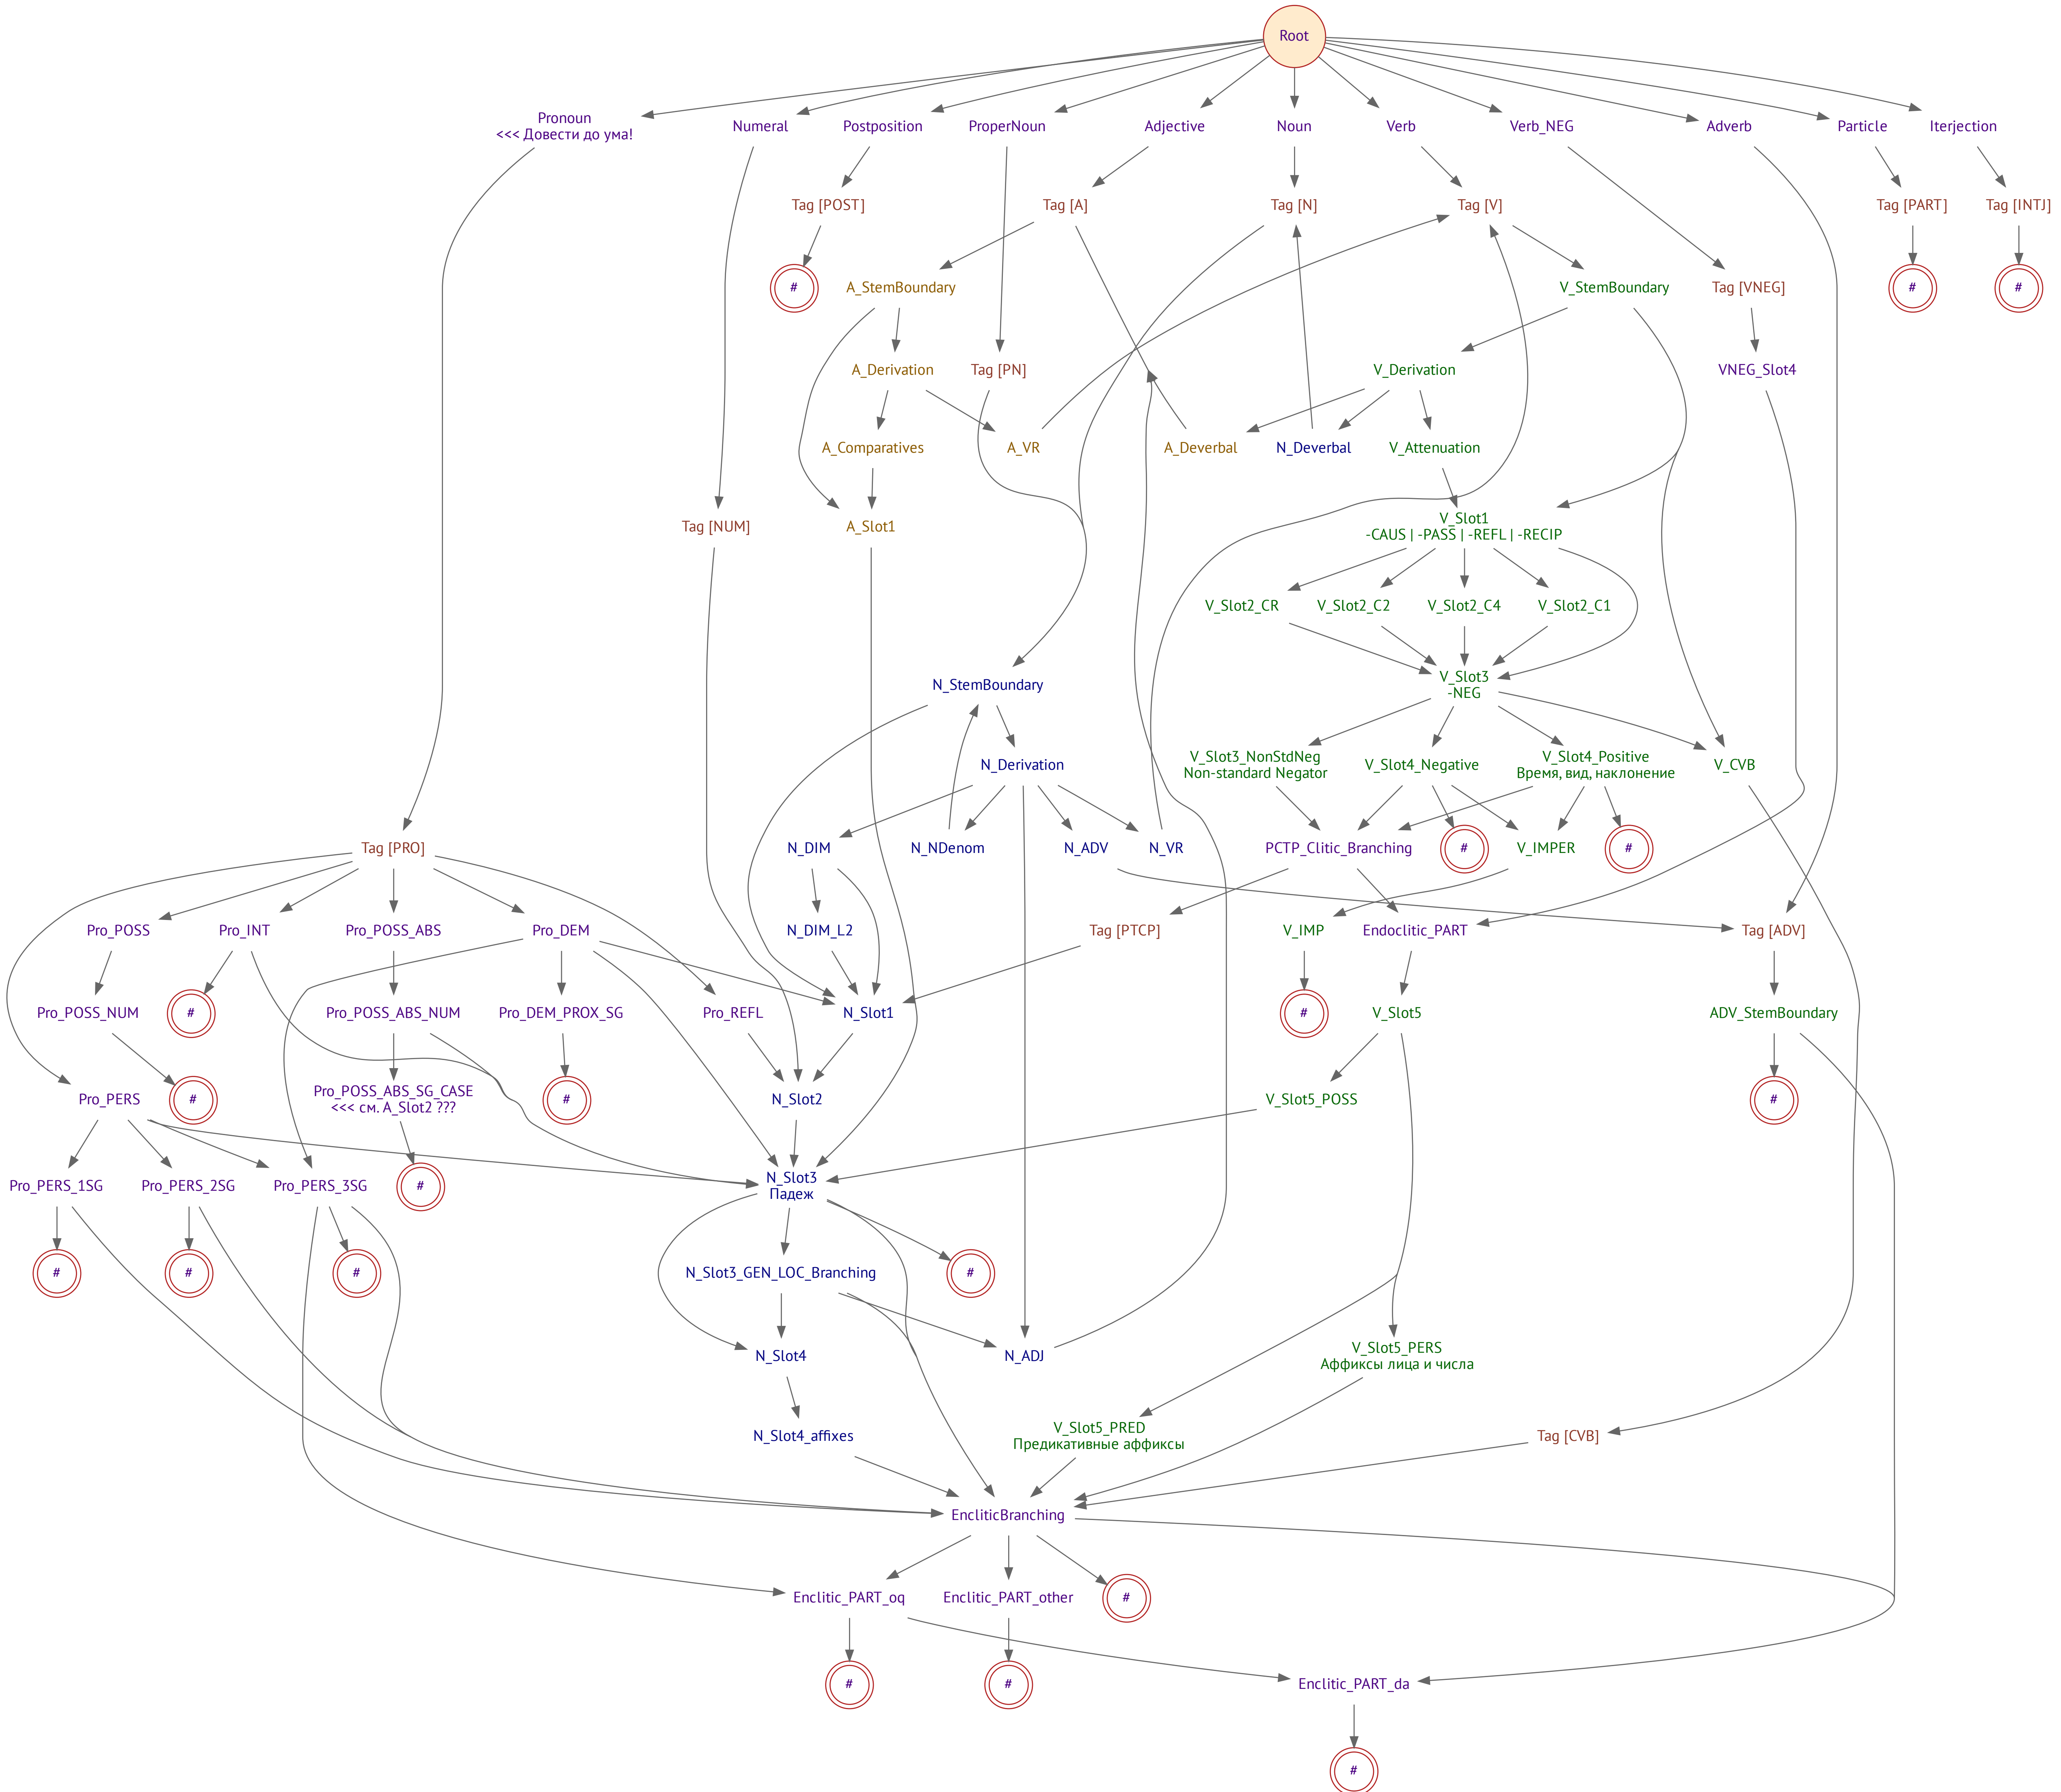 Root
Pronoun
<<< Довести до ума!
Numeral
Postposition
ProperNoun
Adjective
Noun
Verb
Verb_NEG
Adverb
Particle
Iterjection
Tag [POST]
Tag [A]
Tag [N]
Tag [V]
Tag [PART]
Tag [INTJ]
#
A_StemBoundary
V_StemBoundary
Tag [VNEG]
#
#
A_Derivation
Tag [PN]
V_Derivation
VNEG_Slot4
A_Comparatives
A_VR
A_Deverbal
N_Deverbal
V_Attenuation
Tag [NUM]
A_Slot1
V_Slot1
-CAUS | -PASS | -REFL | -RECIP
V_Slot2_CR
V_Slot2_C2
V_Slot2_C4
V_Slot2_C1
N_StemBoundary
V_Slot3
-NEG
N_Derivation
V_Slot3_NonStdNeg
Non-standard Negator
V_Slot4_Negative
V_Slot4_Positive
Время, вид, наклонение
V_CVB
Tag [PRO]
N_DIM
N_NDenom
N_ADV
N_VR
PCTP_Clitic_Branching
#
V_IMPER
#
Pro_POSS
Pro_INT
Pro_POSS_ABS
Pro_DEM
N_DIM_L2
Tag [PTCP]
V_IMP
Endoclitic_PART
Tag [ADV]
Pro_POSS_NUM
#
Pro_POSS_ABS_NUM
Pro_DEM_PROX_SG
Pro_REFL
N_Slot1
#
V_Slot5
ADV_StemBoundary
Pro_PERS
#
Pro_POSS_ABS_SG_CASE
<<< см. A_Slot2 ???
#
N_Slot2
V_Slot5_POSS
#
Pro_PERS_1SG
Pro_PERS_2SG
Pro_PERS_3SG
#
N_Slot3
Падеж
#
#
#
N_Slot3_GEN_LOC_Branching
#
N_Slot4
N_ADJ
V_Slot5_PERS
Аффиксы лица и числа
N_Slot4_affixes
V_Slot5_PRED
Предикативные аффиксы
Tag [CVB]
EncliticBranching
Enclitic_PART_oq
Enclitic_PART_other
#
#
#
Enclitic_PART_da
#